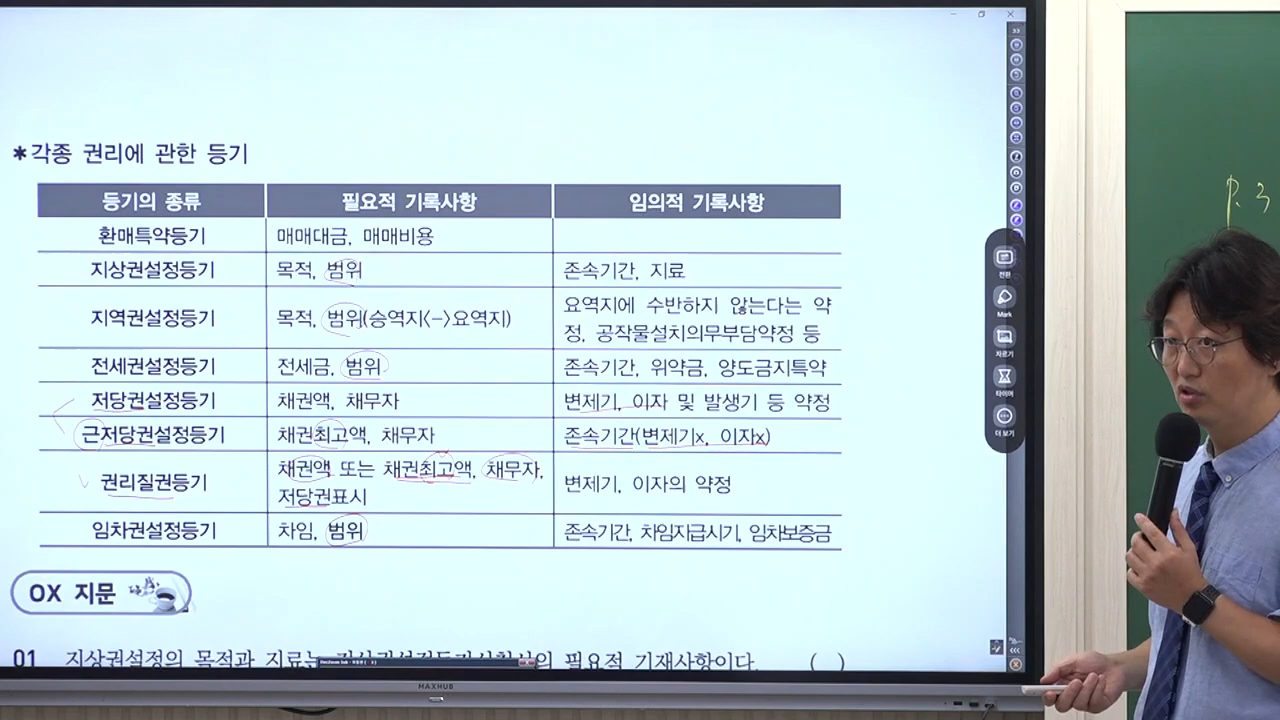 *각종 권리에 관한 등기
등기의 종류 필요적 기록사항 임의적 기록사항
환매특약등기 매매대금, 매매비용
지상권설정등기 목적, 범위 존속기간, 지료
지역권설정등기 목적, 범위(승역지<->요역지) 요역지에 수반하지 않는다는 약
정, 공작물설치의무부담약정 등
전세권설정등기 전세금, 범위 존속기간, 위약금, 양도금지특약
저당권설정등기 채권액, 채무자 변제기, 이자 및 발생기 등 약정
근저당권설정등기 채권최고액, 채무자 존속기간(변제기x, 이자x)
권리질권등기 채권액 또는 채권최고액, 채무자,
저당권표시 변제기, 이자의 약정
임차권설정등기 차임, 범위 존속기간, 차임지급시기, 임차보증금
OX 지문
01 지상권설정의 목적과 지료는 의 필요적 기재사항이다. ( )
전환
Mark
자르기
타이머
더 보기
MAXHUB
P. 3